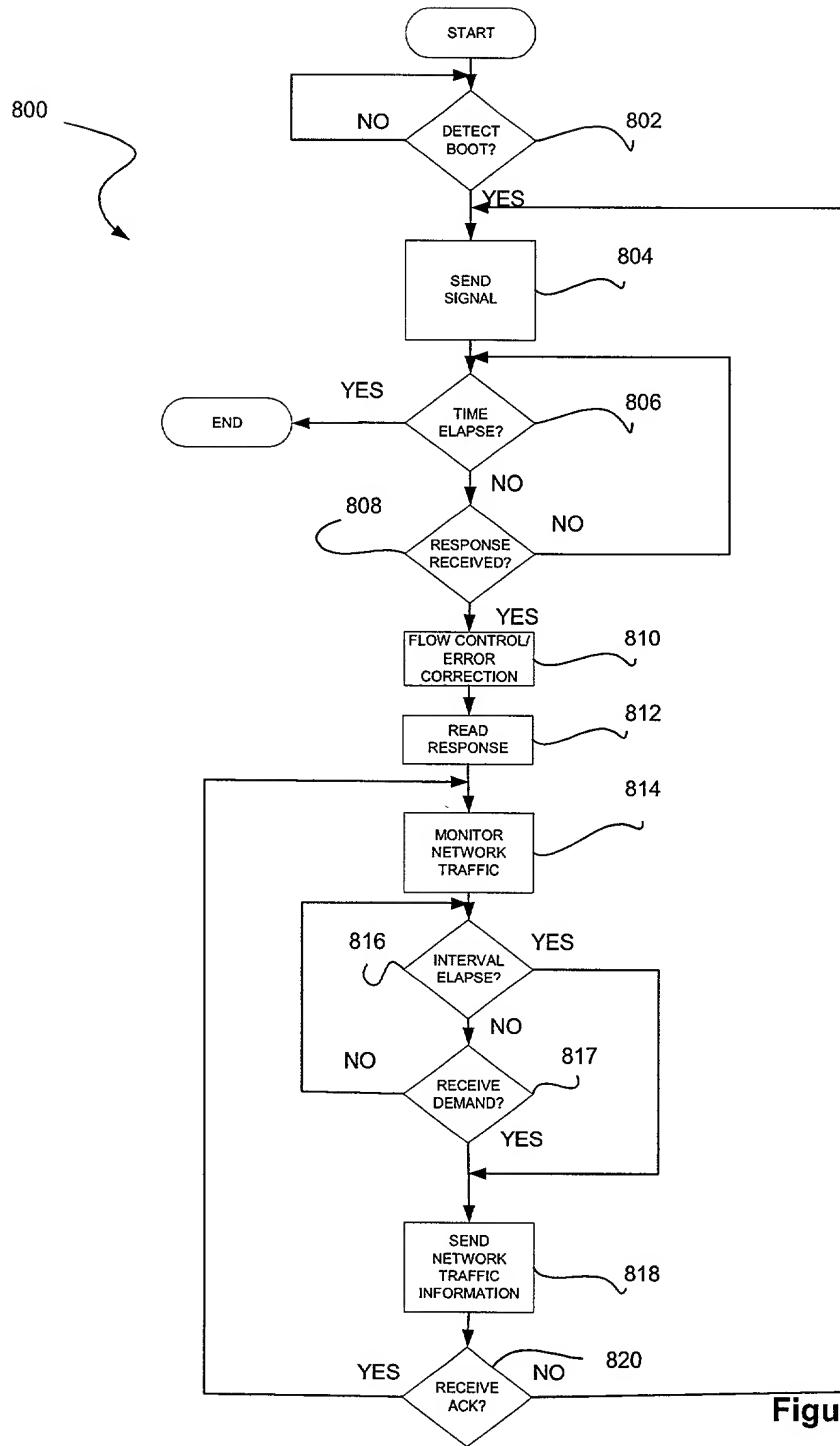 START
800
NO
DETECT
BOOT?
802
YES
SEND
SIGNAL
804
YES
END
TIME
ELAPSE?
806
NO
808
RESPONSE
RECEIVED?
NO
YES
FLOW CONTROL/
ERROR
CORRECTION
810
READ
RESPONSE
812
MONITOR
NETWORK
TRAFFIC
814
816
INTERVAL
ELAPSE?
YES
NO
NO
RECEIVE
DEMAND?
817
YES
SEND
NETWORK
TRAFFIC
INFORMATION
818
YES
RECEIVE
ACK?
820
NO
Figu